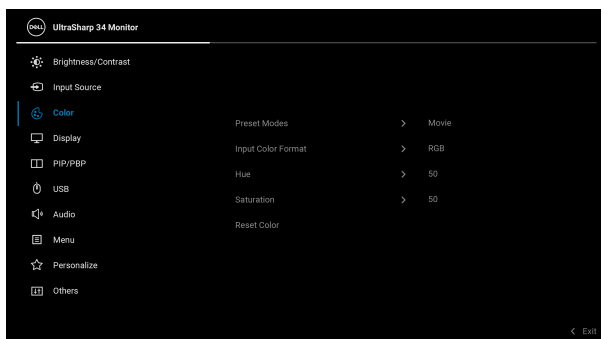 DELL UltraSharp 34 Monitor
Brightness/Contrast
Input Source
Color
Preset Modes > Movie
Display
Input Color Format > RGB
PIP/PBP
Hue > 50
USB
Saturation > 50
Audio
Reset Color
Menu
Personalize
Others
< Exit